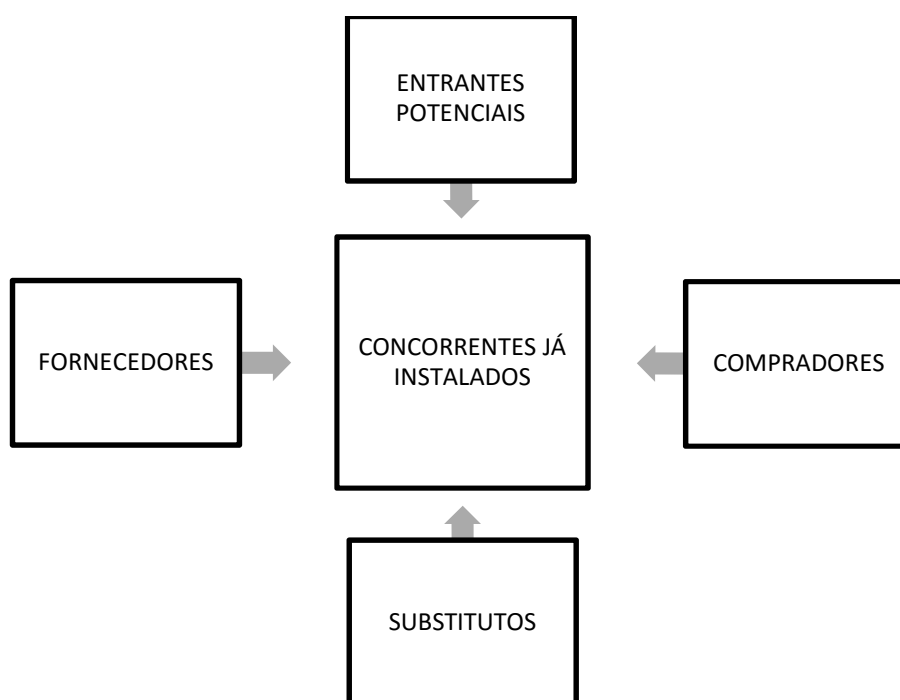 ENTRANTES
POTENCIAIS
FORNECEDORES
CONCORRENTES JÁ
INSTALADOS
COMPRADORES
SUBSTITUTOS